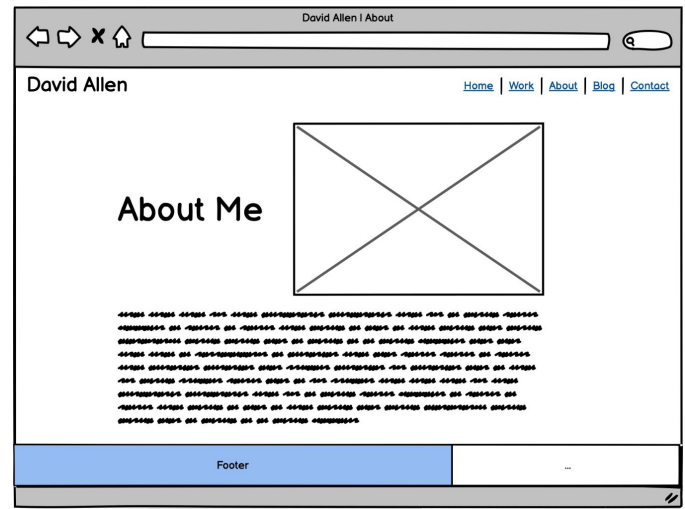 David Allen | About
David Allen
Home | Work | About | Blog | Contact
About Me
Footer
...